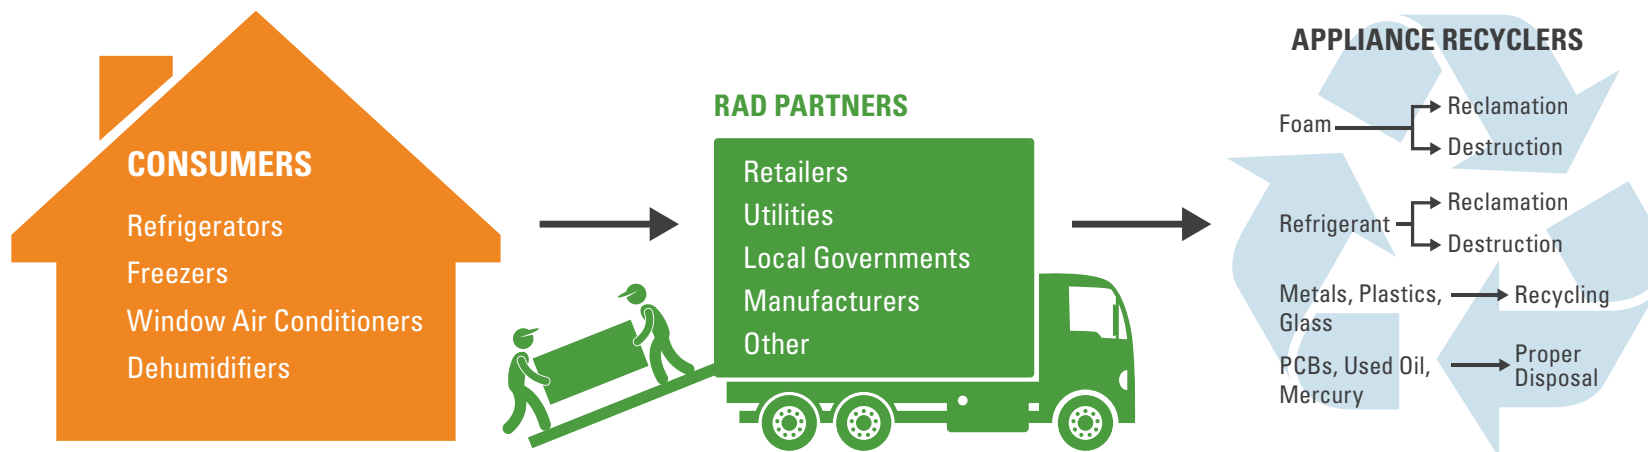 CONSUMERS
Refrigerators
Freezers
Window Air Conditioners
Dehumidifiers
RAD PARTNERS
Retailers
Utilities
Local Governments
Manufacturers
Other
APPLIANCE RECYCLERS
Foam
Reclamation
Destruction
Refrigerant
Reclamation
Destruction
Metals, Plastics,
Glass
Recycling
PCBs, Used Oil,
Mercury
Proper
Disposal